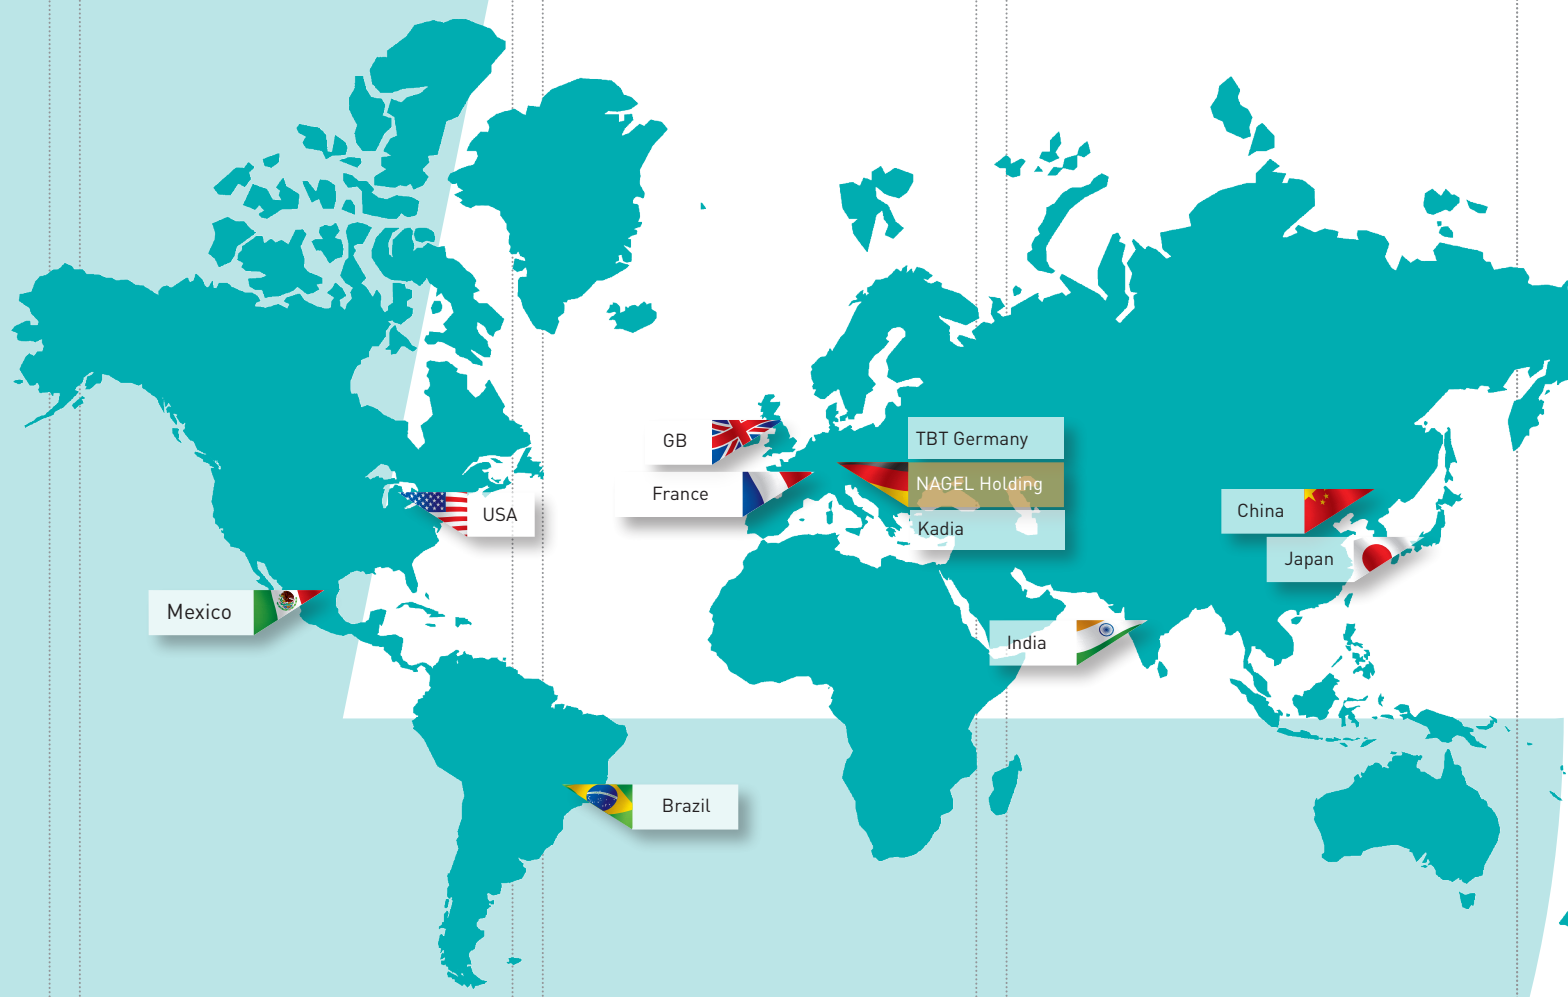 TBT Germany
GB
NAGEL Holding
France
USA
Kadia
China
Japan
Mexico
India
Brazil